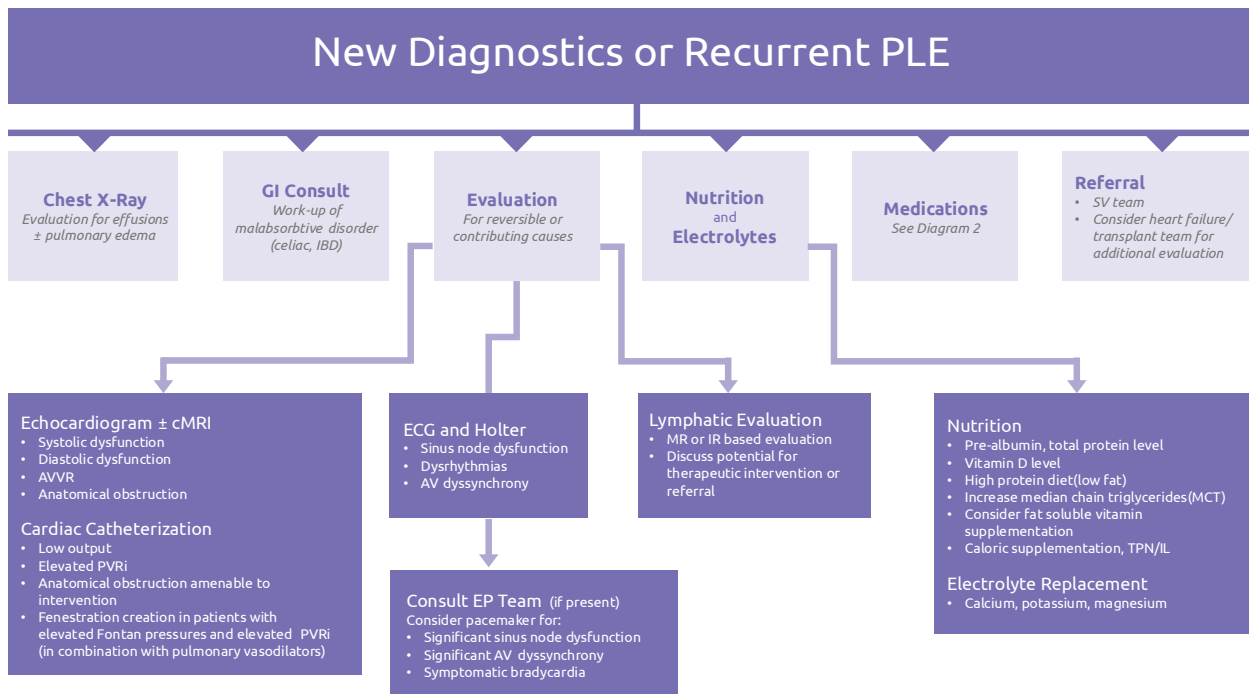 New Diagnostics or Recurrent PLE
Chest X-Ray
Evaluation for effusions
± pulmonary edema
GI Consult
Work-up of
malabsorbtive disorder
(celiac, IBD)
Evaluation
For reversible or
contributing causes
Nutrition
and
Electrolytes
Medications
See Diagram 2
Referral
• SV team
• Consider heart failure/
transplant team for
additional evaluation
Echocardiogram ± cMRI
• Systolic dysfunction
• Diastolic dysfunction
• AVVR
• Anatomical obstruction
Cardiac Catheterization
• Low output
• Elevated PVRi
• Anatomical obstruction amenable to
intervention
• Fenestration creation in patients with
elevated Fontan pressures and elevated PVRi
(in combination with pulmonary vasodilators)
ECG and Holter
• Sinus node dysfunction
• Dysrhythmias
• AV dyssynchrony
Consult EP Team (if present)
Consider pacemaker for:
• Significant sinus node dysfunction
• Significant AV dyssynchrony
• Symptomatic bradycardia
Lymphatic Evaluation
• MR or IR based evaluation
• Discuss potential for
therapeutic intervention or
referral
Nutrition
• Pre-albumin, total protein level
• Vitamin D level
• High protein diet(low fat)
• Increase median chain triglycerides(MCT)
• Consider fat soluble vitamin
supplementation
• Caloric supplementation, TPN/IL
Electrolyte Replacement
• Calcium, potassium, magnesium